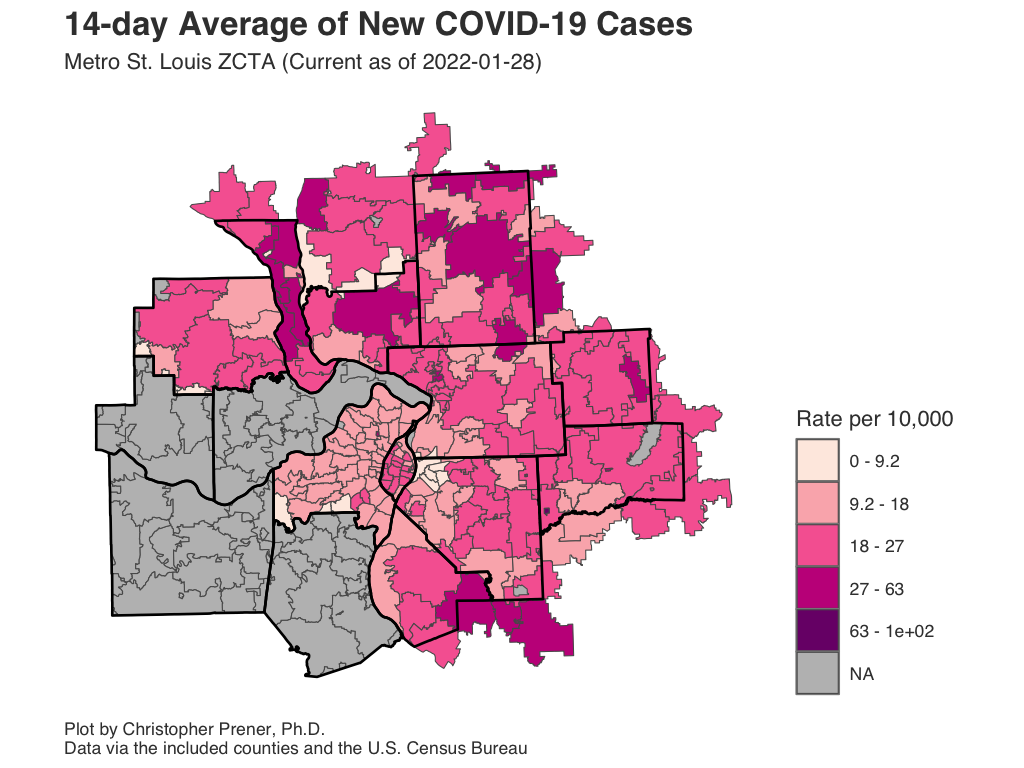 14-day Average of New COVID-19 Cases
Metro St. Louis ZCTA (Current as of 2022-01-28)
Rate per 10,000
0 - 9.2
9.2 - 18
18 - 27
27 - 63
63 - 1e+02
NA
Plot by Christopher Prener, Ph.D.
Data via the included counties and the U.S. Census Bureau